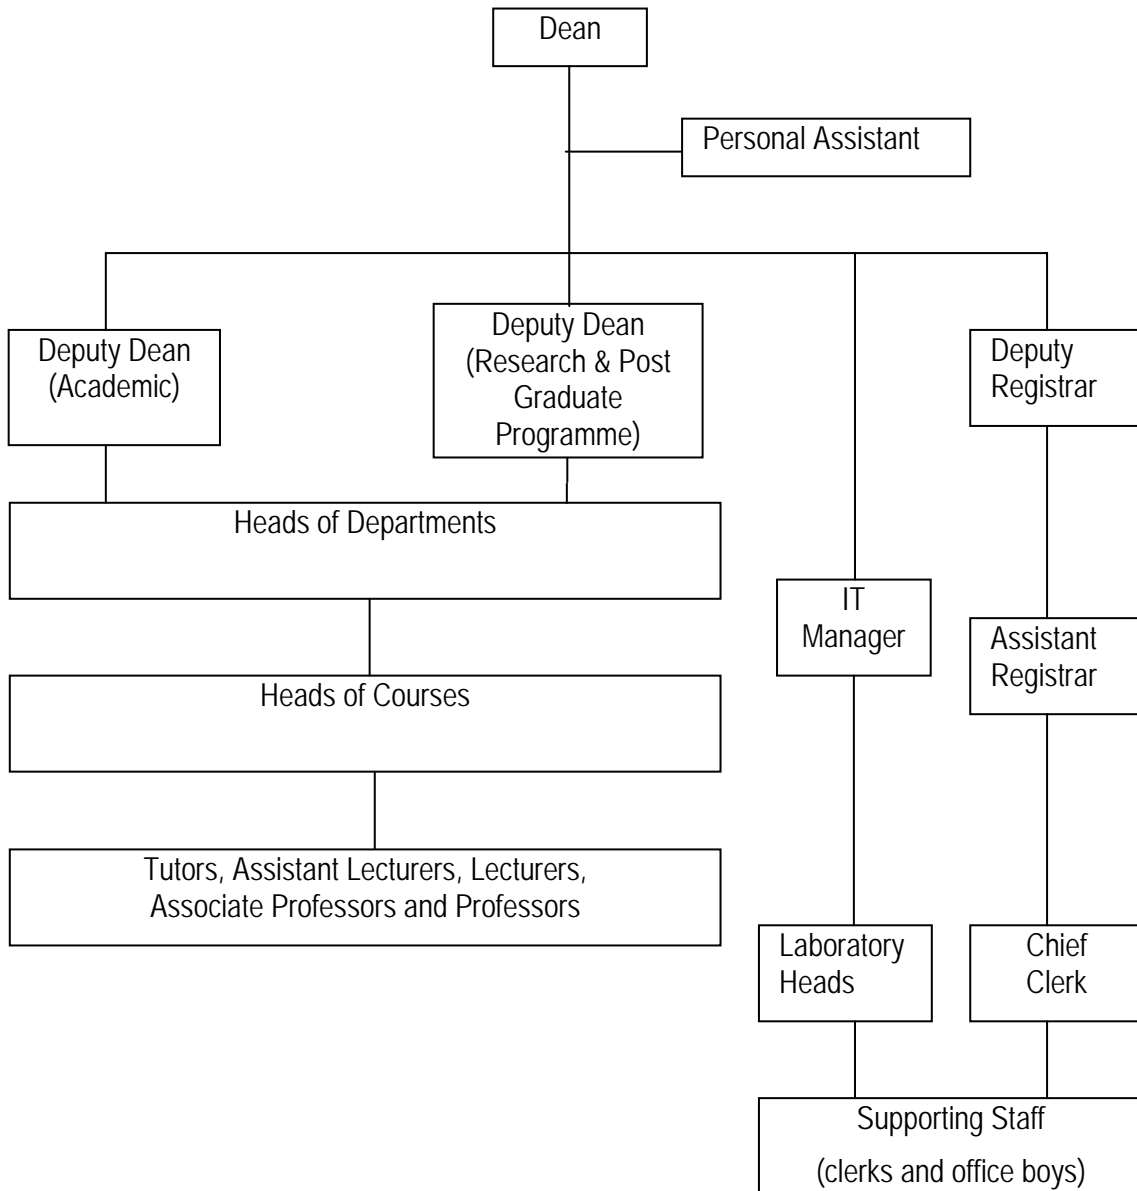 Dean
Personal Assistant
Deputy Dean
(Academic)
Deputy Dean
(Research & Post
Graduate
Programme)
Deputy
Registrar
Heads of Departments
IT
Manager
Assistant
Registrar
Heads of Courses
Tutors, Assistant Lecturers, Lecturers,
Associate Professors and Professors
Laboratory
Heads
Chief
Clerk
Supporting Staff
(clerks and office boys)